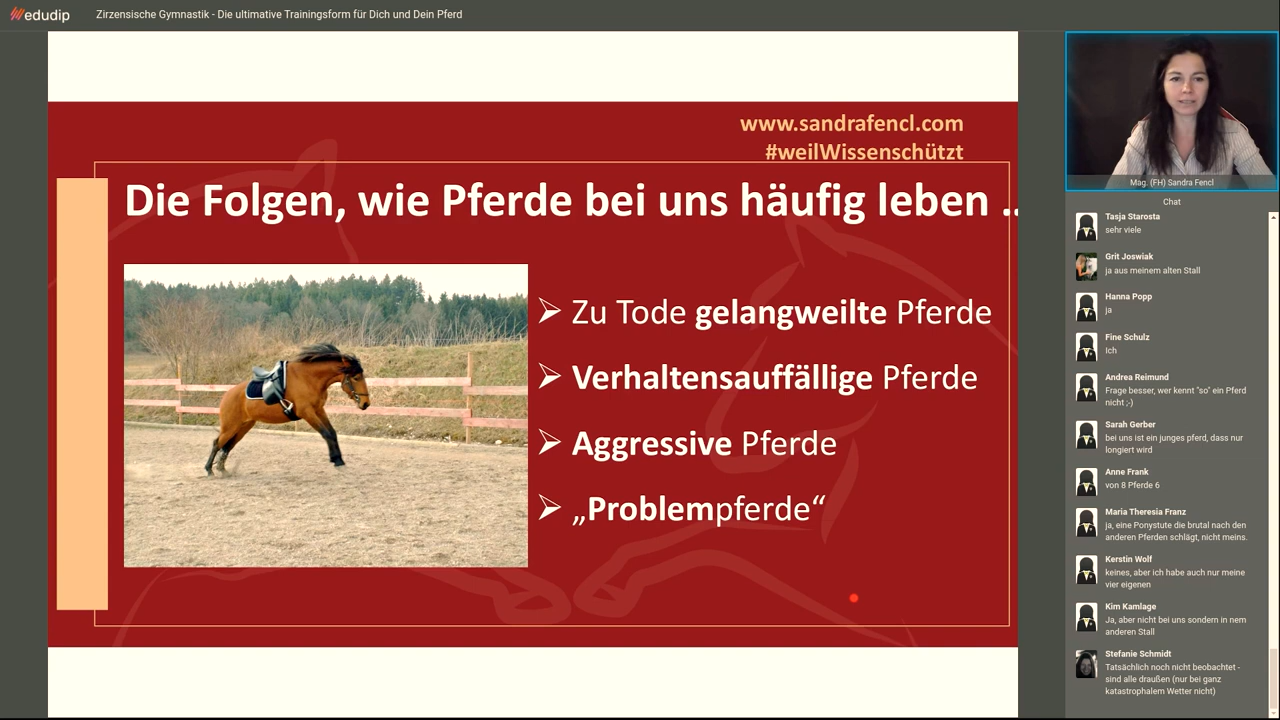 edudip
Zirzensische Gymnastik - Die ultimative Trainingsform für Dich und Dein Pferd
www.sandrafencl.com
#weilWissenschützt
Die Folgen, wie Pferde bei uns häufig leben ..
Zu Tode gelangweilte Pferde
Verhaltensauffällige Pferde
Aggressive Pferde
„Problempferde“
Mag. (FH) Sandra Fencl
Chat
Tasja Starosta
sehr viele
Grit Joswiak
ja aus meinem alten Stall
Hanna Popp
ja
Fine Schulz
Ich
Andrea Reimund
Frage besser, wer kennt "so" ein Pferd
nicht ;-)
Sarah Gerber
bei uns ist ein junges pferd, dass nur
longiert wird
Anne Frank
von 8 Pferde 6
Maria Theresia Franz
ja, eine Ponystute die brutal nach den
anderen Pferden schlägt, nicht meins.
Kerstin Wolf
keines, aber ich habe auch nur meine
vier eigenen
Kim Kamlage
Ja, aber nicht bei uns sondern in nem
anderen Stall
Stefanie Schmidt
Tatsächlich noch nicht beobachtet -
sind alle draußen (nur bei ganz
katastrophalem Wetter nicht)